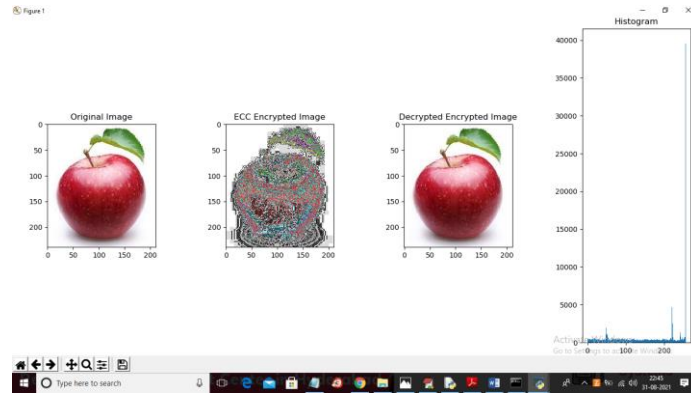 Figure 1
Histogram
40000
35000
30000
25000
20000
15000
10000
5000
0
0 100 200
Original Image
0
50
100
150
200
0 50 100 150 200
ECC Encrypted Image
0
50
100
150
200
0 50 100 150 200
Decrypted Encrypted Image
0
50
100
150
200
0 50 100 150 200
Type here to search
22:45
31-08-2021